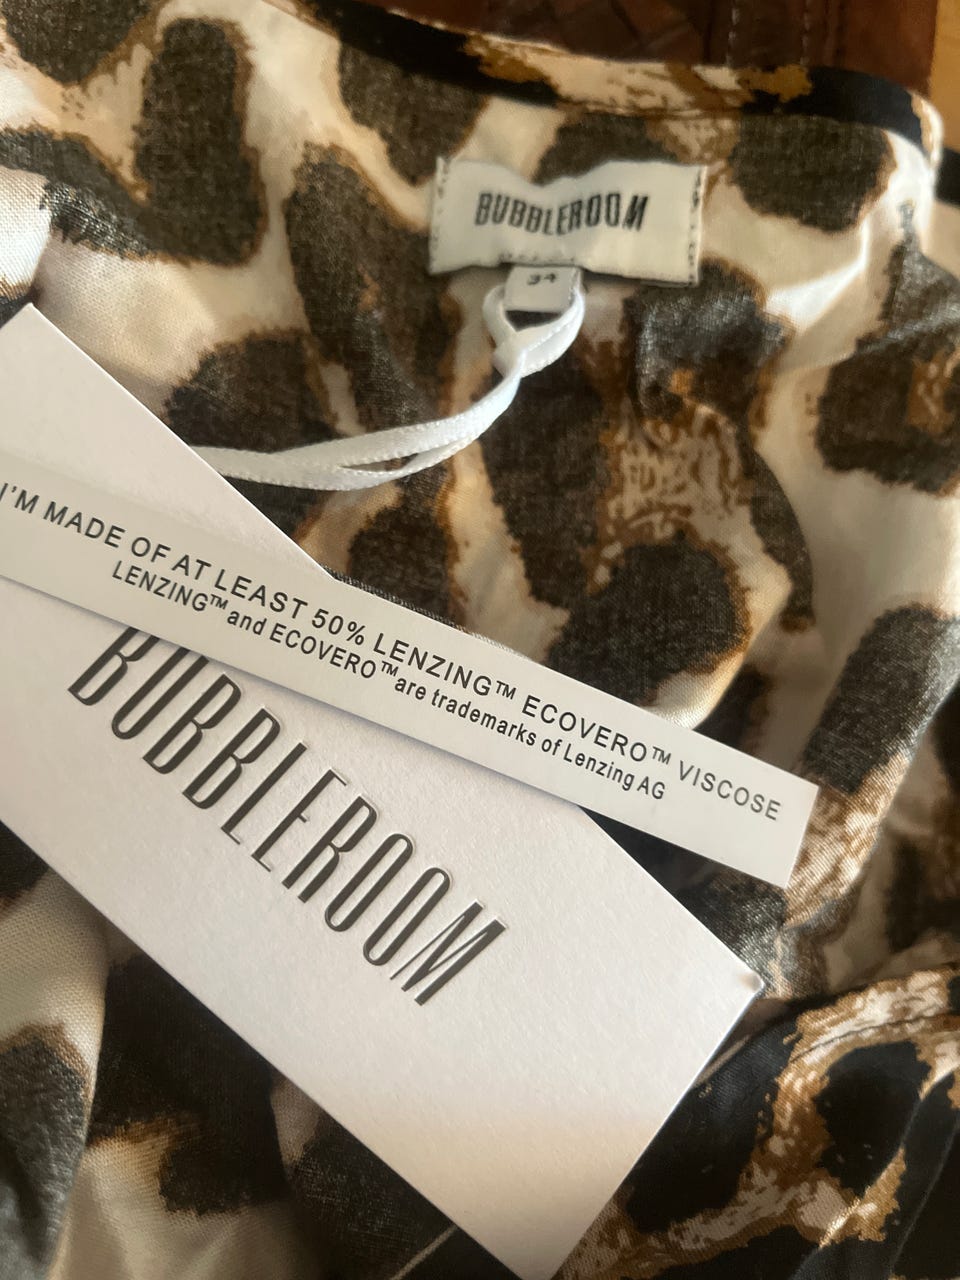 BUBBLEROOM
34
I'M MADE OF AT LEAST 50% LENZING™ ECOVERO™ VISCOSE
LENZING™ and ECOVERO™ are trademarks of Lenzing AG
BUBBLEROOM